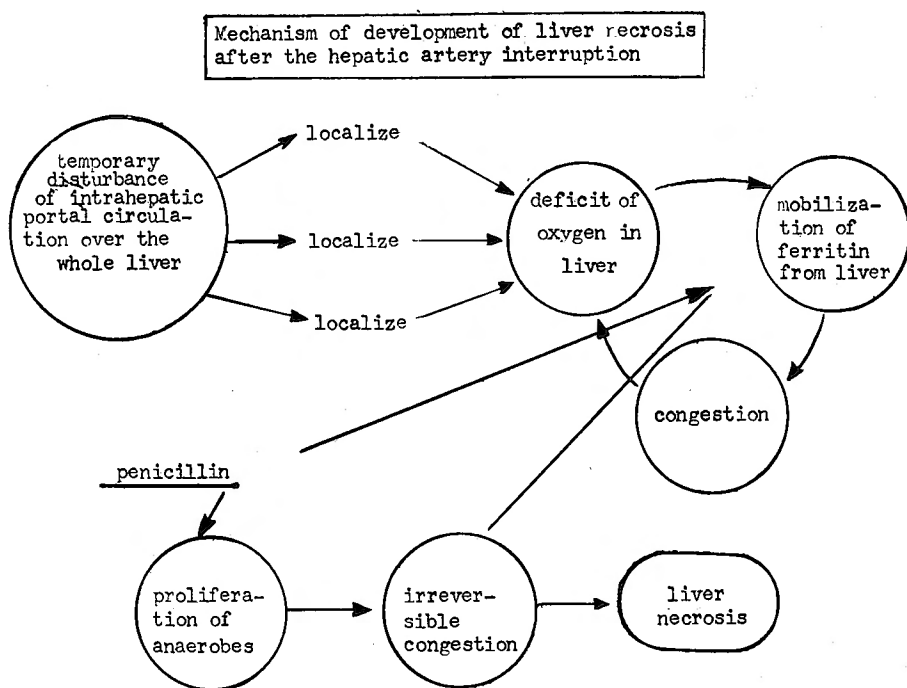 Mechanism of development of liver necrosis
after the hepatic artery interruption
temporary
disturbance
of intrahepatic
portal circula-
tion over the
whole liver
localize
localize
localize
deficit of
oxygen in
liver
mobiliza-
tion of
ferritin
from liver
congestion
penicillin
prolifera-
tion of
anaerobes
irrever-
sible
congestion
liver
necrosis